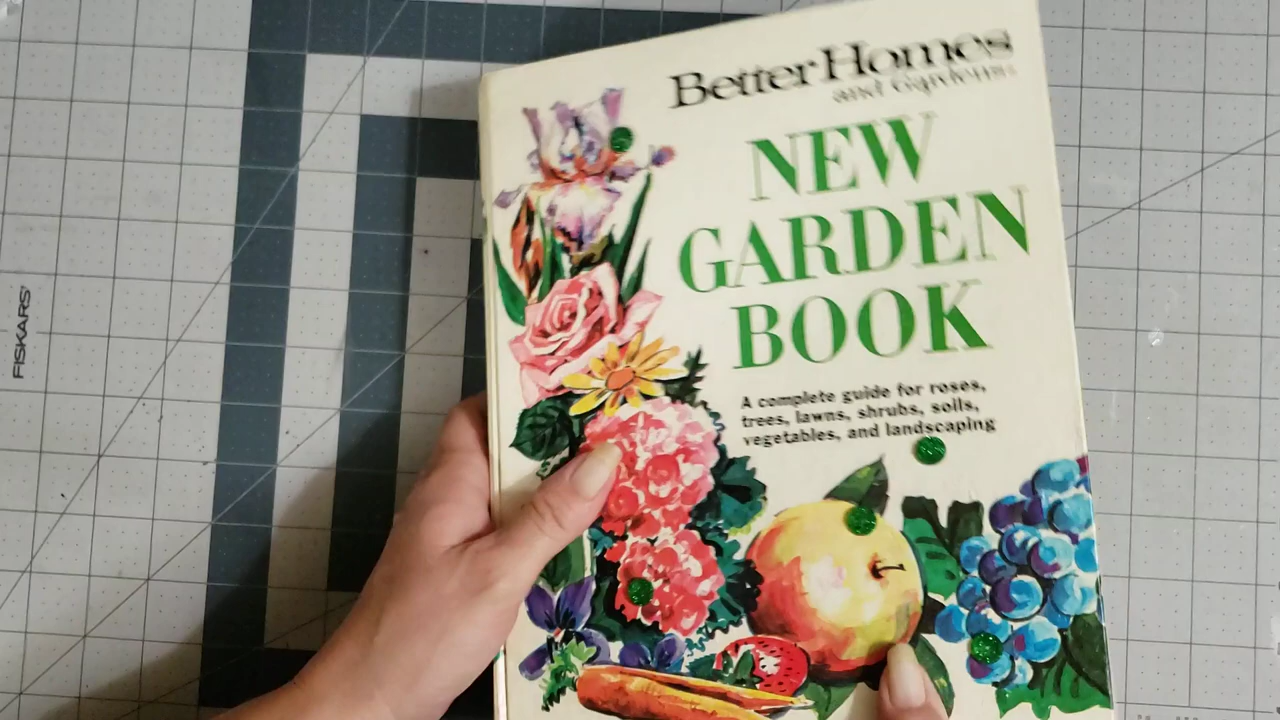 Better Homes
and Gardens
NEW
GARDEN
BOOK
A complete guide for roses,
trees, lawns, shrubs, soils,
vegetables, and landscaping
FISKARS